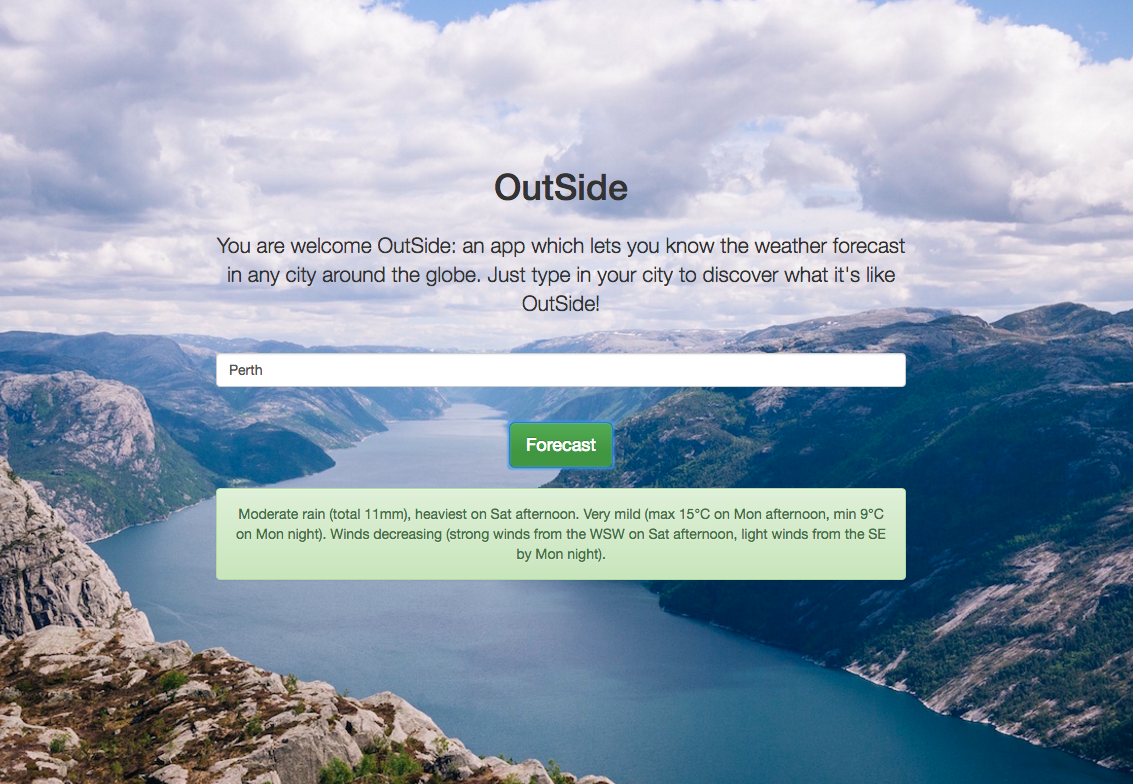 OutSide
You are welcome OutSide: an app which lets you know the weather forecast
in any city around the globe. Just type in your city to discover what it's like
OutSide!
Perth
Forecast
Moderate rain (total 11mm), heaviest on Sat afternoon. Very mild (max 15°C on Mon afternoon, min 9°C
on Mon night). Winds decreasing (strong winds from the WSW on Sat afternoon, light winds from the SE
by Mon night).